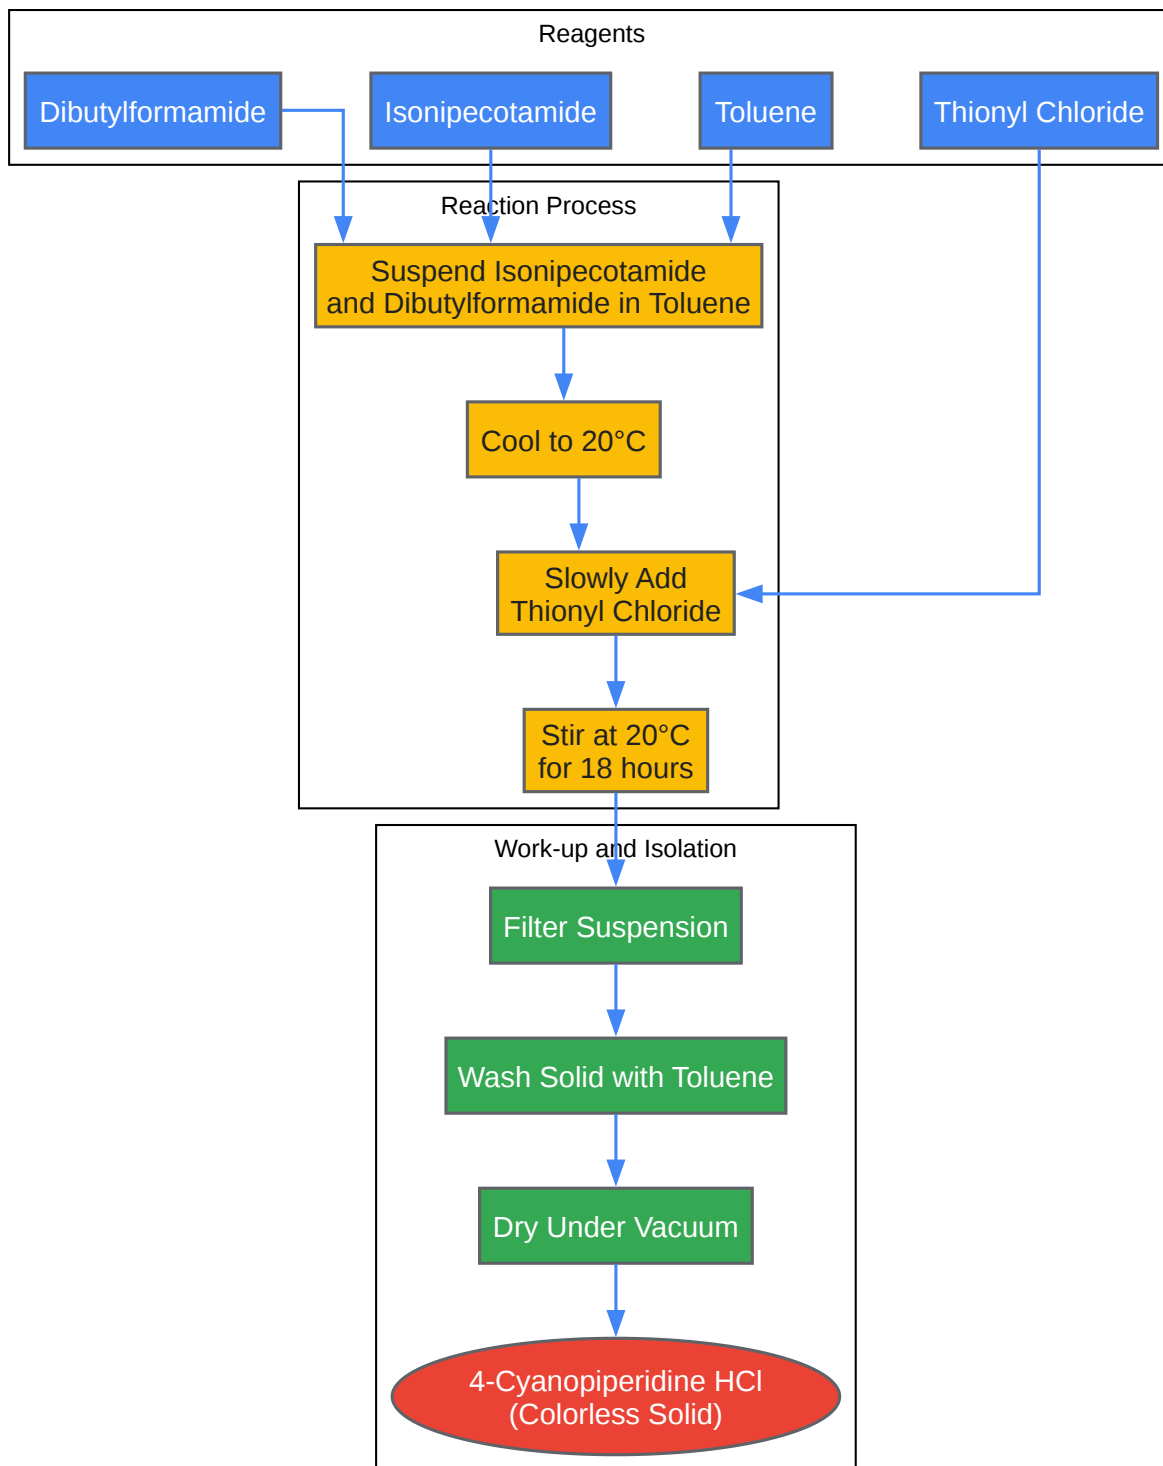 Reagents
Dibutylformamide
Isonipecotamide
Toluene
Thionyl Chloride
Reaction Process
Suspend Isonipecotamide
and Dibutylformamide in Toluene
Cool to 20°C
Slowly Add
Thionyl Chloride
Stir at 20°C
for 18 hours
Work-up and Isolation
Filter Suspension
Wash Solid with Toluene
Dry Under Vacuum
4-Cyanopiperidine HCl
(Colorless Solid)